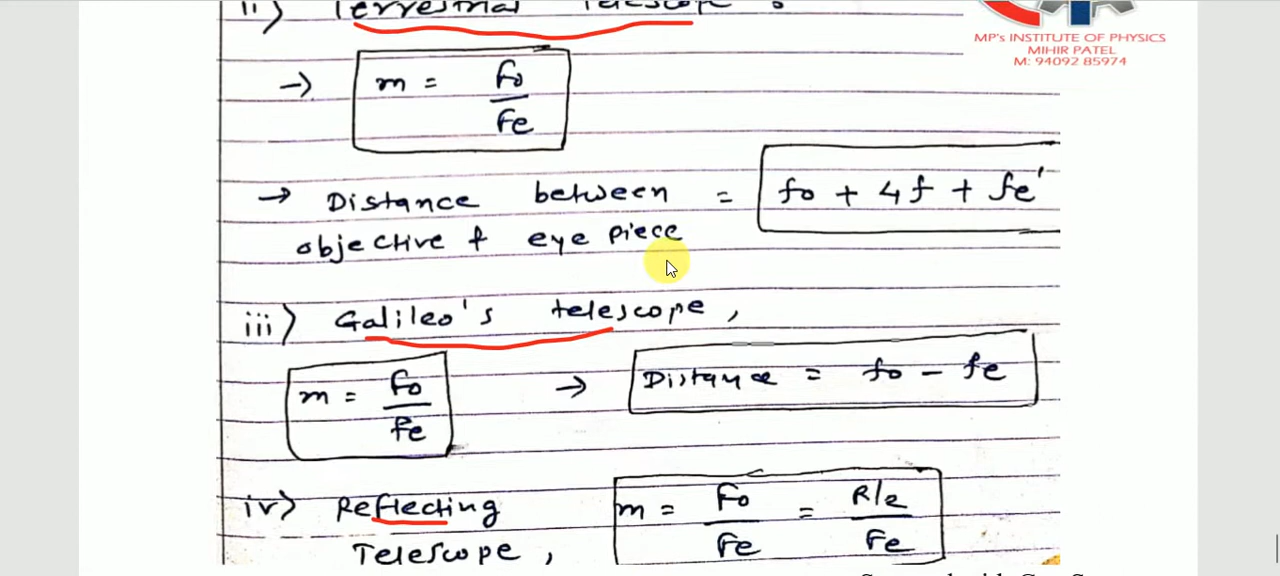 ii) Terrestrial Telescope :
MP's INSTITUTE OF PHYSICS
MIHIR PATEL
M: 94092 85974
→ m = fo / fe
→ Distance between = fo + 4f + fe'
objective & eye piece
iii) Galileo's telescope,
m = fo / fe → Distance = fo - fe
iv) Reflecting m = Fo / Fe = R/2 / Fe
Telescope,